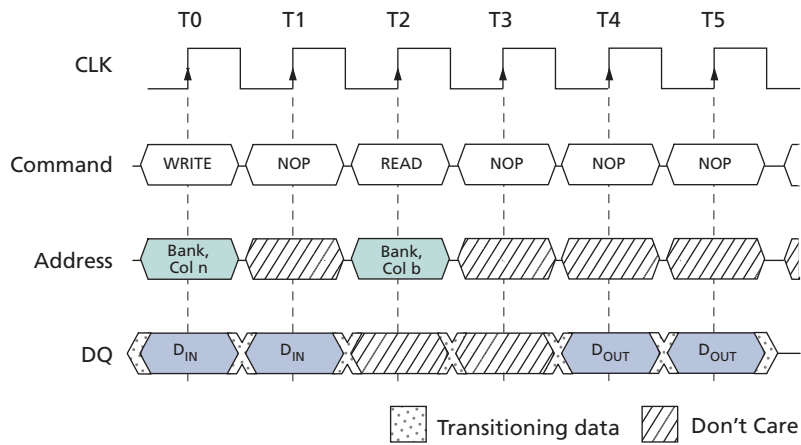 T0 T1 T2 T3 T4 T5
CLK
Command WRITE NOP READ NOP NOP NOP
Address Bank, Col n Bank, Col b
DQ DIN DIN DOUT DOUT
Transitioning data Don't Care